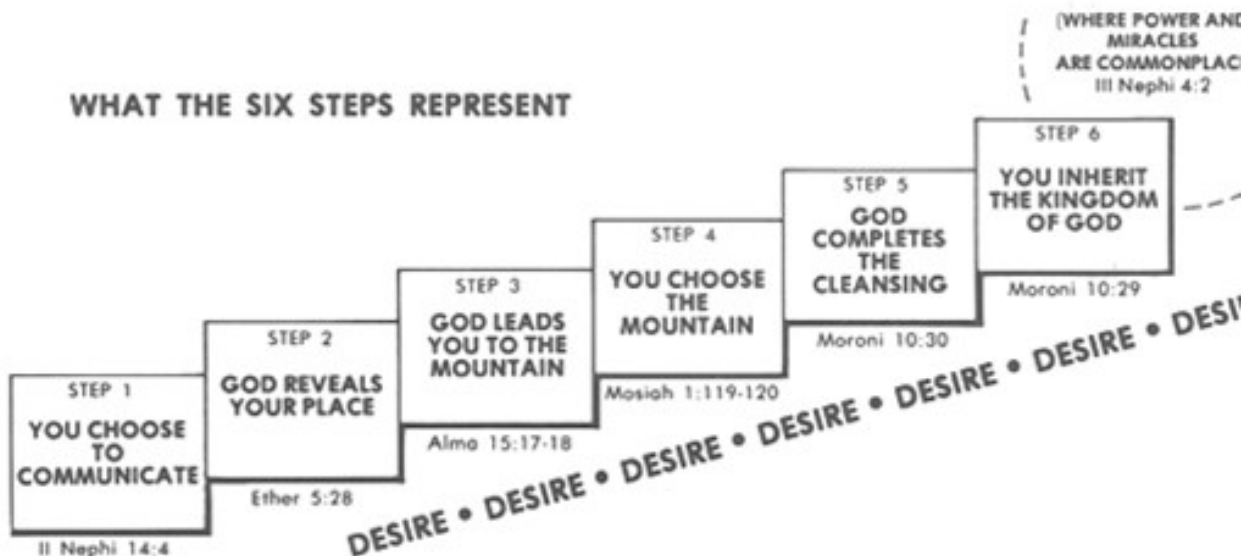 WHAT THE SIX STEPS REPRESENT
STEP 1
YOU CHOOSE
TO
COMMUNICATE
II Nephi 14:4
STEP 2
GOD REVEALS
YOUR PLACE
Ether 5:28
STEP 3
GOD LEADS
YOU TO THE
MOUNTAIN
Alma 15:17-18
STEP 4
YOU CHOOSE
THE
MOUNTAIN
Mosiah 1:119-120
STEP 5
GOD
COMPLETES
THE
CLEANSING
Moroni 10:30
STEP 6
YOU INHERIT
THE KINGDOM
OF GOD
Moroni 10:29
(WHERE POWER AND
MIRACLES
ARE COMMONPLACE
III Nephi 4:2
DESIRE • DESIRE • DESIRE • DESIRE • DESIRE • DESIRE • DESI